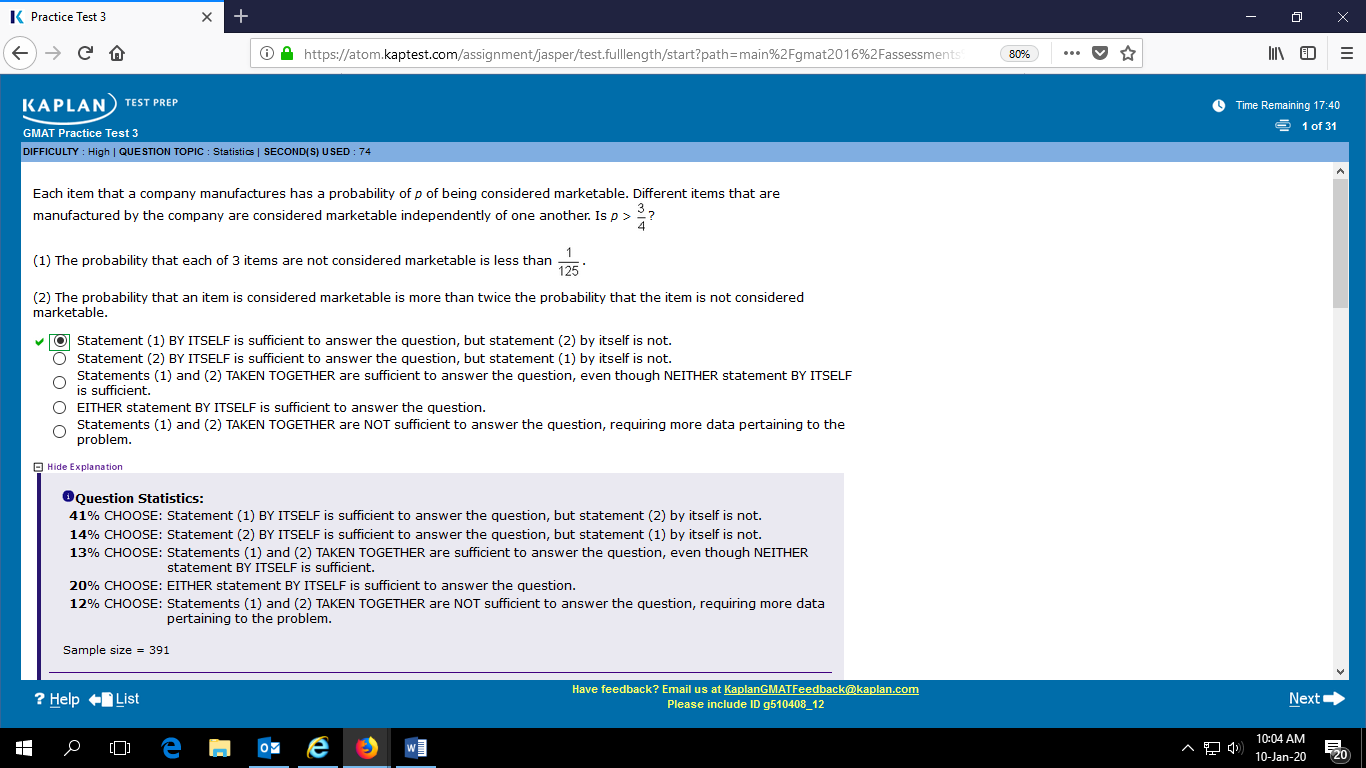 Practice Test 3
https://atom.kaptest.com/assignment/jasper/test.fulllength/start?path=main%2Fgmat2016%2Fassessments
80%
KAPLAN TEST PREP
Time Remaining 17:40
GMAT Practice Test 3
1 of 31
DIFFICULTY : High | QUESTION TOPIC : Statistics | SECOND(S) USED : 74
Each item that a company manufactures has a probability of p of being considered marketable. Different items that are
manufactured by the company are considered marketable independently of one another. Is p > 3/4?
(1) The probability that each of 3 items are not considered marketable is less than 1/125.
(2) The probability that an item is considered marketable is more than twice the probability that the item is not considered
marketable.
Statement (1) BY ITSELF is sufficient to answer the question, but statement (2) by itself is not.
Statement (2) BY ITSELF is sufficient to answer the question, but statement (1) by itself is not.
Statements (1) and (2) TAKEN TOGETHER are sufficient to answer the question, even though NEITHER statement BY ITSELF
is sufficient.
EITHER statement BY ITSELF is sufficient to answer the question.
Statements (1) and (2) TAKEN TOGETHER are NOT sufficient to answer the question, requiring more data pertaining to the
problem.
Hide Explanation
Question Statistics:
41% CHOOSE: Statement (1) BY ITSELF is sufficient to answer the question, but statement (2) by itself is not.
14% CHOOSE: Statement (2) BY ITSELF is sufficient to answer the question, but statement (1) by itself is not.
13% CHOOSE: Statements (1) and (2) TAKEN TOGETHER are sufficient to answer the question, even though NEITHER
statement BY ITSELF is sufficient.
20% CHOOSE: EITHER statement BY ITSELF is sufficient to answer the question.
12% CHOOSE: Statements (1) and (2) TAKEN TOGETHER are NOT sufficient to answer the question, requiring more data
pertaining to the problem.
Sample size = 391
? Help List
Have feedback? Email us at KaplanGMATFeedback@kaplan.com
Please include ID g510408_12
Next
10:04 AM
10-Jan-20
20